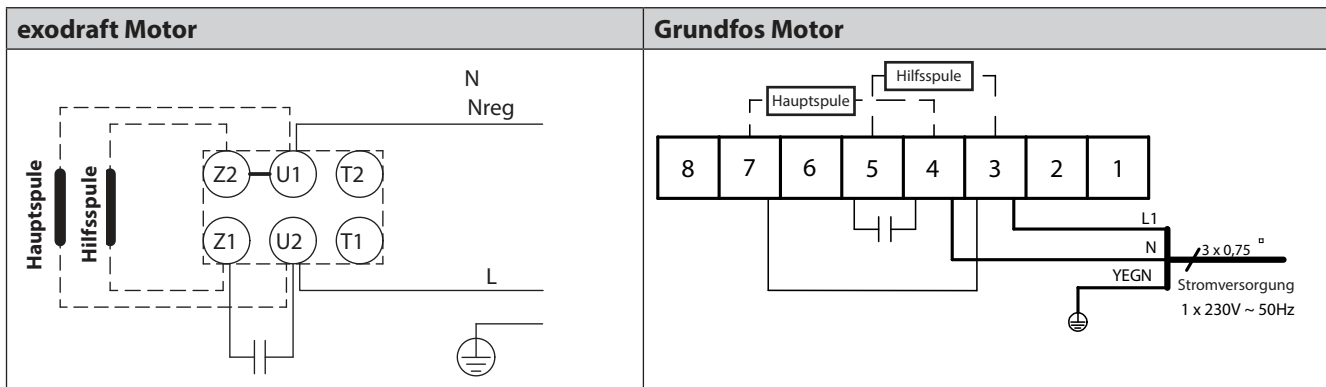 exodraft Motor
Grundfos Motor
N
Nreg
Hauptspule
Hilfsspule
Z2 U1 T2
Z1 U2 T1
L
Hilfsspule
Hauptspule
8 7 6 5 4 3 2 1
L1
N
3 x 0,75 □
YEGN
Stromversorgung
1 x 230V ~ 50Hz